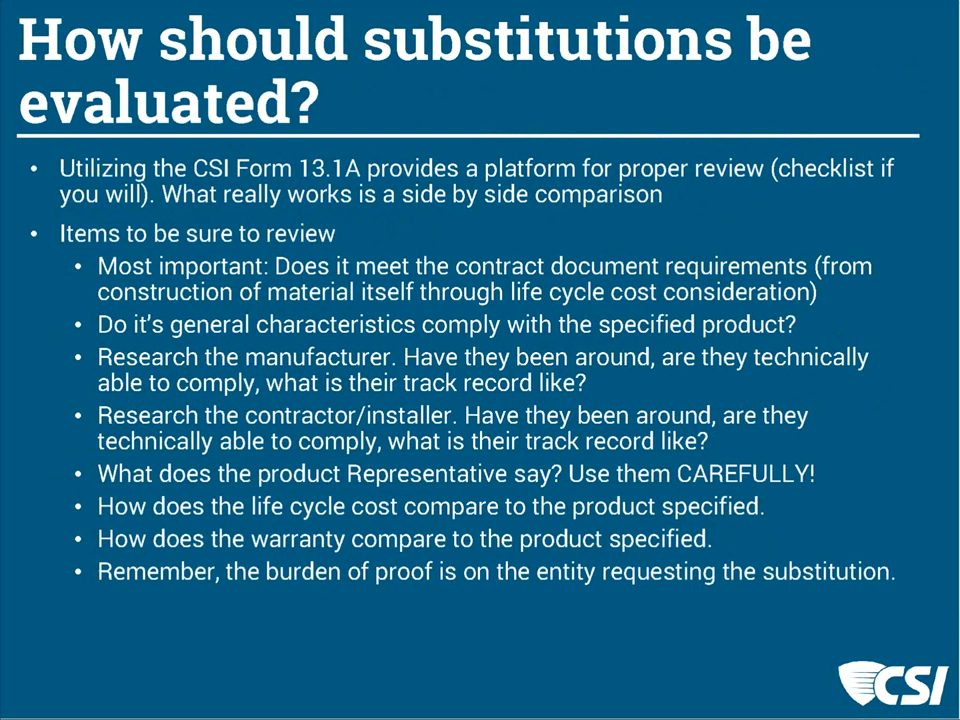 How should substitutions be
evaluated?
• Utilizing the CSI Form 13.1A provides a platform for proper review (checklist if
you will). What really works is a side by side comparison
• Items to be sure to review
• Most important: Does it meet the contract document requirements (from
construction of material itself through life cycle cost consideration)
• Do it's general characteristics comply with the specified product?
• Research the manufacturer. Have they been around, are they technically
able to comply, what is their track record like?
• Research the contractor/installer. Have they been around, are they
technically able to comply, what is their track record like?
• What does the product Representative say? Use them CAREFULLY!
• How does the life cycle cost compare to the product specified.
• How does the warranty compare to the product specified.
• Remember, the burden of proof is on the entity requesting the substitution.
CSI